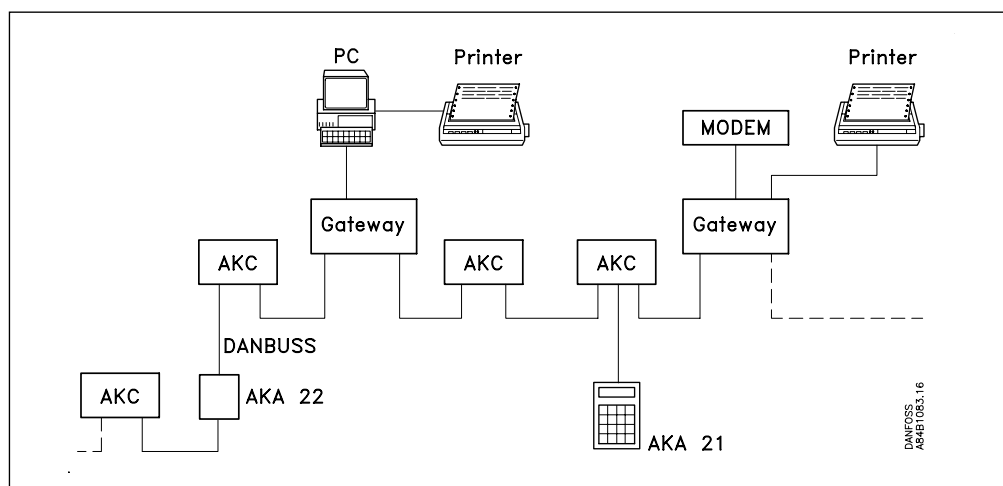 PC
Printer
Printer
MODEM
Gateway
Gateway
AKC
AKC
AKC
DANBUSS
AKC
AKA 22
AKA 21
DANFOSS
A84B1083.16